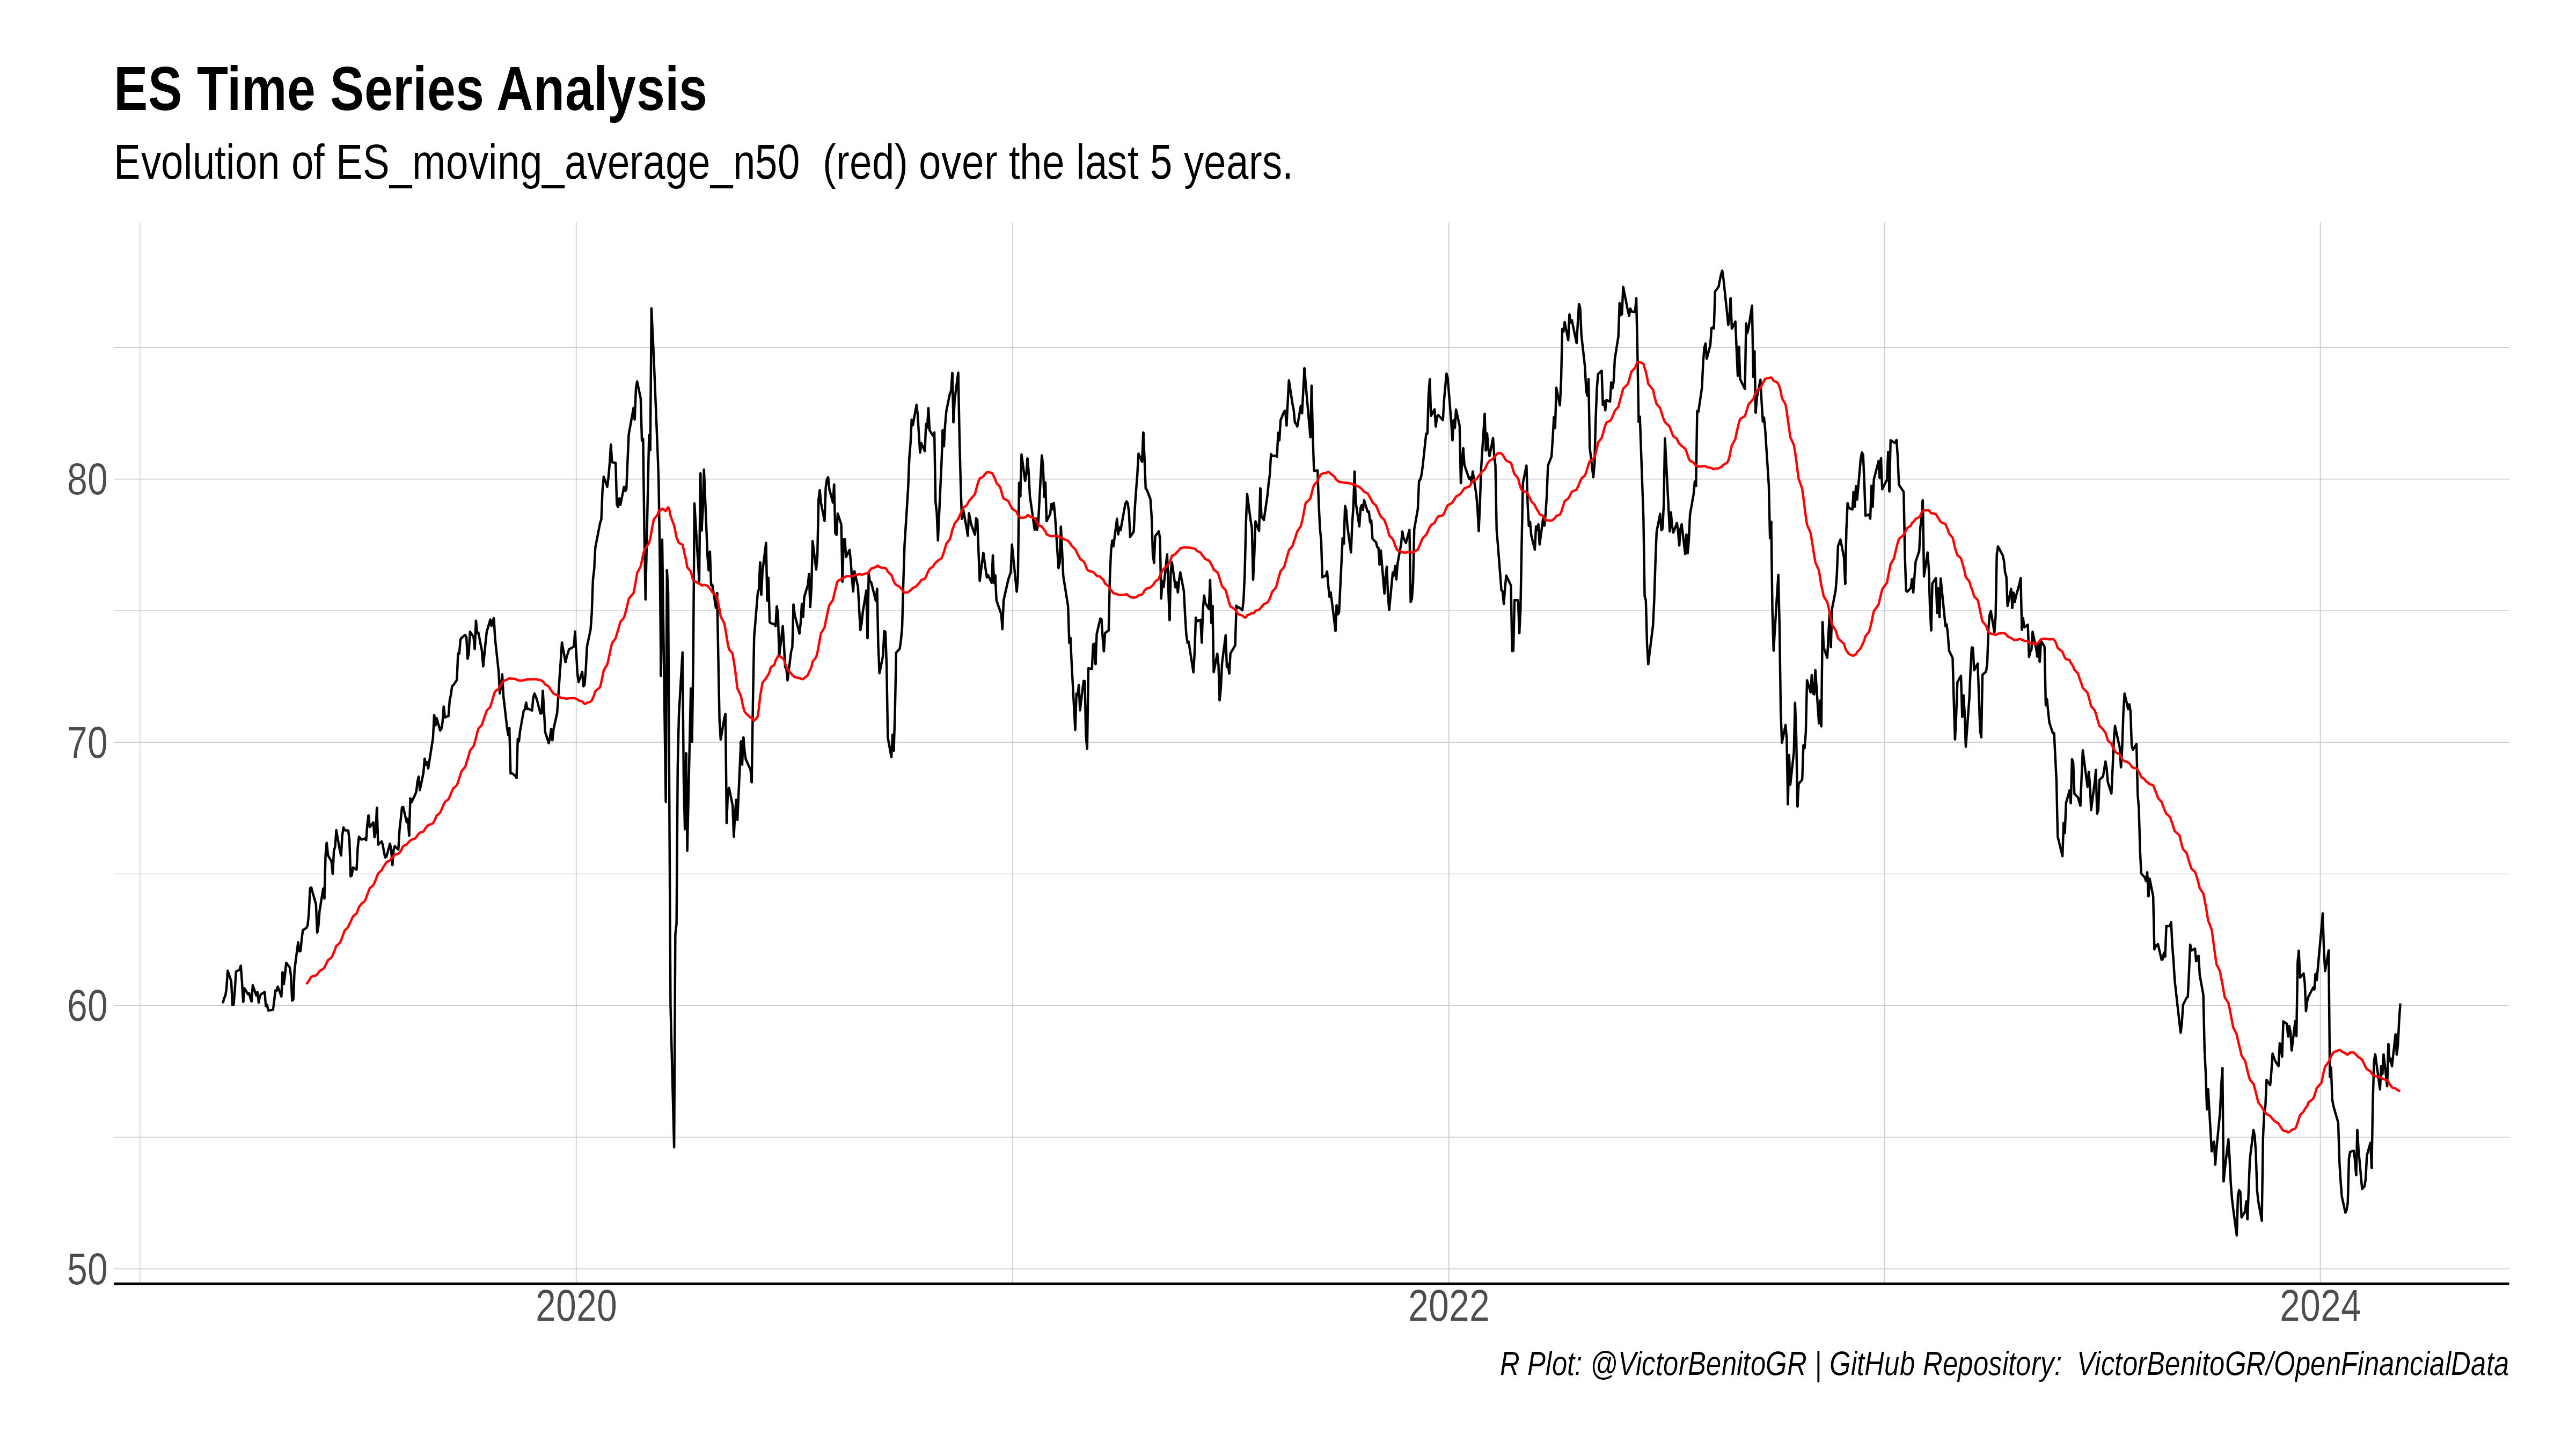 ES Time Series Analysis
Evolution of ES_moving_average_n50  (red) over the last 5 years.
80
70
60
50
2020 2022 2024
R Plot: @VictorBenitoGR | GitHub Repository:  VictorBenitoGR/OpenFinancialData